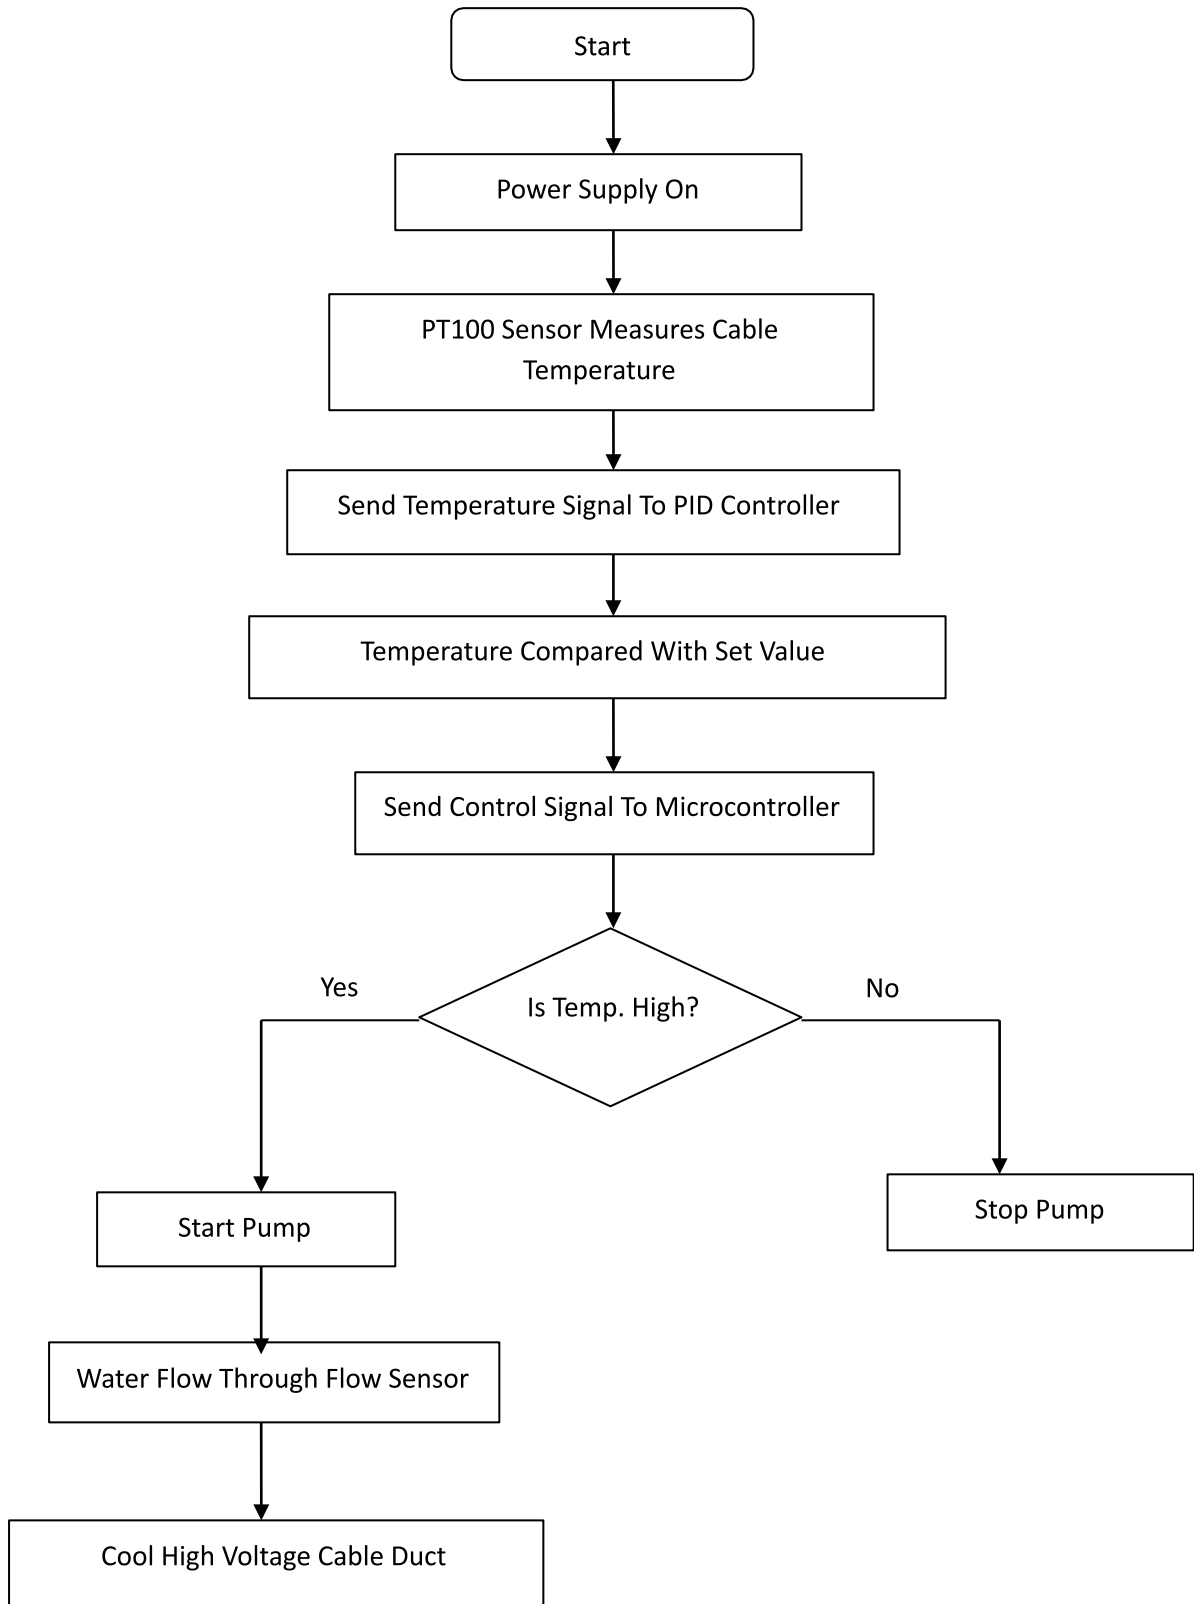 Start
Power Supply On
PT100 Sensor Measures Cable
Temperature
Send Temperature Signal To PID Controller
Temperature Compared With Set Value
Send Control Signal To Microcontroller
Is Temp. High?
Yes
No
Start Pump
Stop Pump
Water Flow Through Flow Sensor
Cool High Voltage Cable Duct